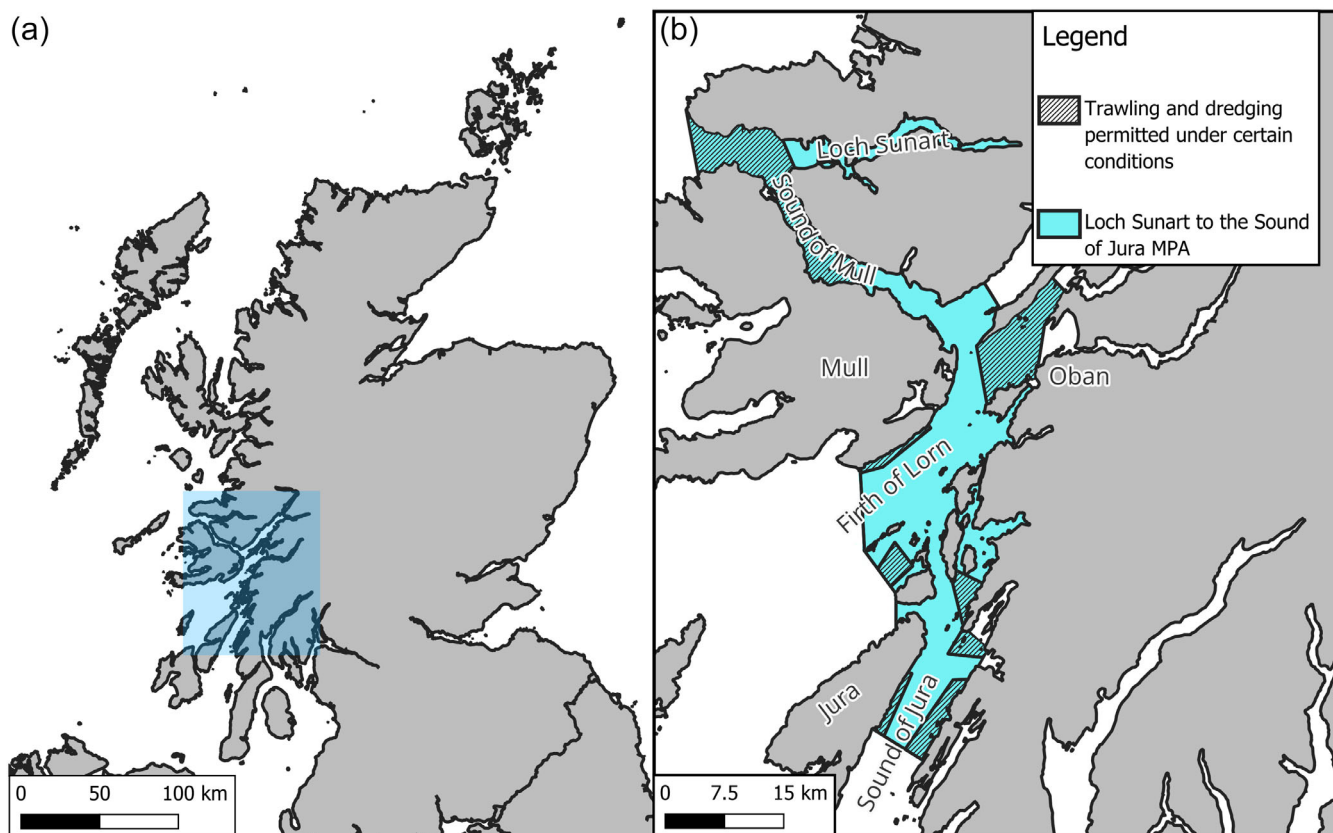 (a)
0 50 100 km
(b)
Legend
Trawling and dredging
permitted under certain
conditions
Loch Sunart to the Sound
of Jura MPA
Loch Sunart
Sound of Mull
Mull
Oban
Firth of Lorn
Jura
Sound of Jura
0 7.5 15 km